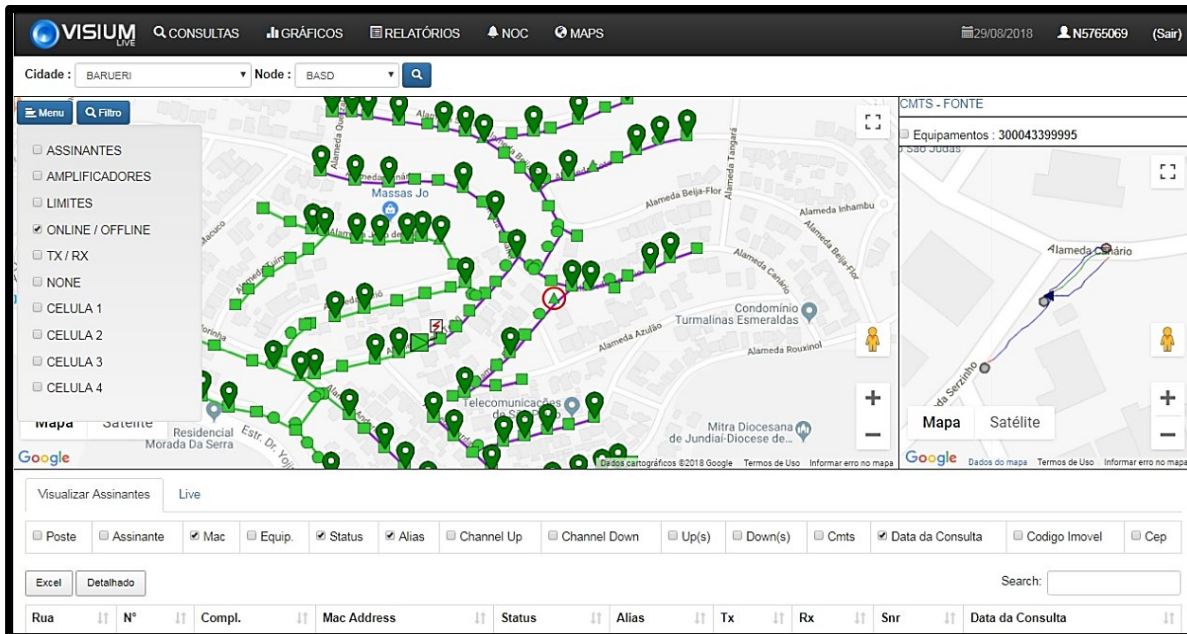 VISIUM LIVE CONSULTAS GRÁFICOS RELATÓRIOS NOC MAPS 29/08/2018 N5765069 (Sair)
Cidade : BARUERI Node : BASD
Menu Filtro
ASSINANTES
AMPLIFICADORES
LIMITES
ONLINE / OFFLINE
TX / RX
NONE
CELULA 1
CELULA 2
CELULA 3
CELULA 4
Massas Jo
Alameda Tangará
Alameda Beija-Flor
Alameda Inhambu
Alameda Beija-Flor
Alameda Canário
Condomínio
Turmalinas Esmeraldas
Alameda Azulão
Alameda Rouxinol
Telecomunicações
de São Paulo
Mitra Diocesana
de Jundiaí-Diocese de...
Residencial
Morada Da Serra
Estr. Dr.
Mapa Satélite
Google
Dados cartográficos ©2018 Google Termos de Uso Informar erro no mapa
CMTS - FONTE
Equipamentos : 300043399995
São Judas
Alameda Canário
Serzinho
Mapa Satélite
Google Dados do mapa Termos de Uso Informar erro no mapa
Visualizar Assinantes Live
Poste Assinante Mac Equip. Status Alias Channel Up Channel Down Up(s) Down(s) Cmts Data da Consulta Codigo Imovel Cep
Excel Detalhado Search:
Rua N° Compl. Mac Address Status Alias Tx Rx Snr Data da Consulta